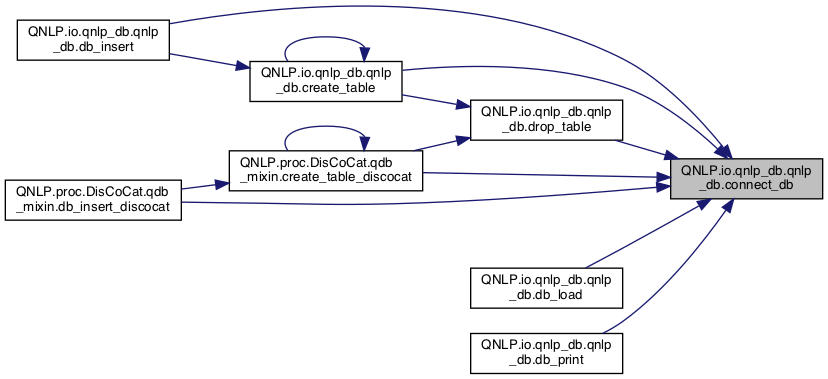 QNLP.io.qnlp_db.qnlp
_db.db_insert
QNLP.io.qnlp_db.qnlp
_db.create_table
QNLP.io.qnlp_db.qnlp
_db.drop_table
QNLP.proc.DisCoCat.qdb
_mixin.create_table_discocat
QNLP.io.qnlp_db.qnlp
_db.connect_db
QNLP.proc.DisCoCat.qdb
_mixin.db_insert_discocat
QNLP.io.qnlp_db.qnlp
_db.db_load
QNLP.io.qnlp_db.qnlp
_db.db_print